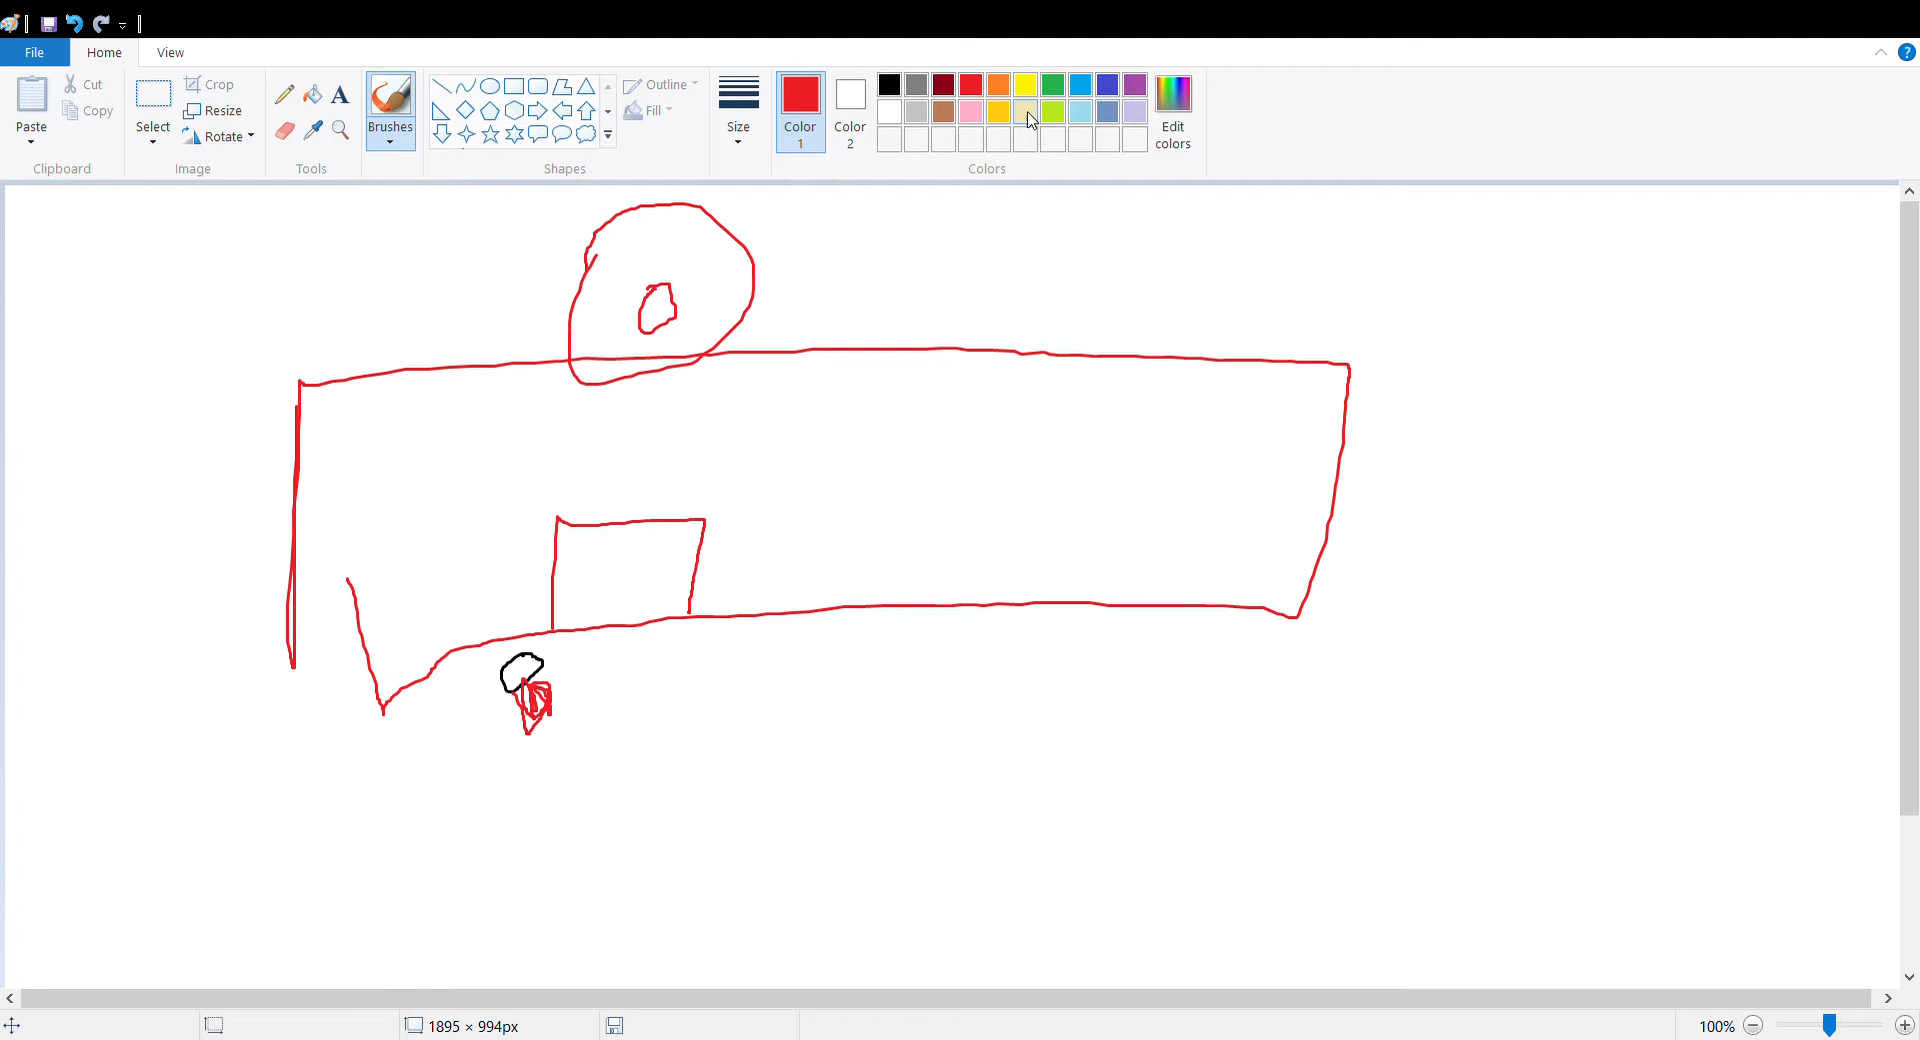 File Home View
Paste
Cut
Copy
Clipboard
Select
Crop
Resize
Rotate
Image
A
Tools
Brushes
Shapes
Outline
Fill
Size
Color
1
Color
2
Edit
colors
Colors
1895 × 994px
100%